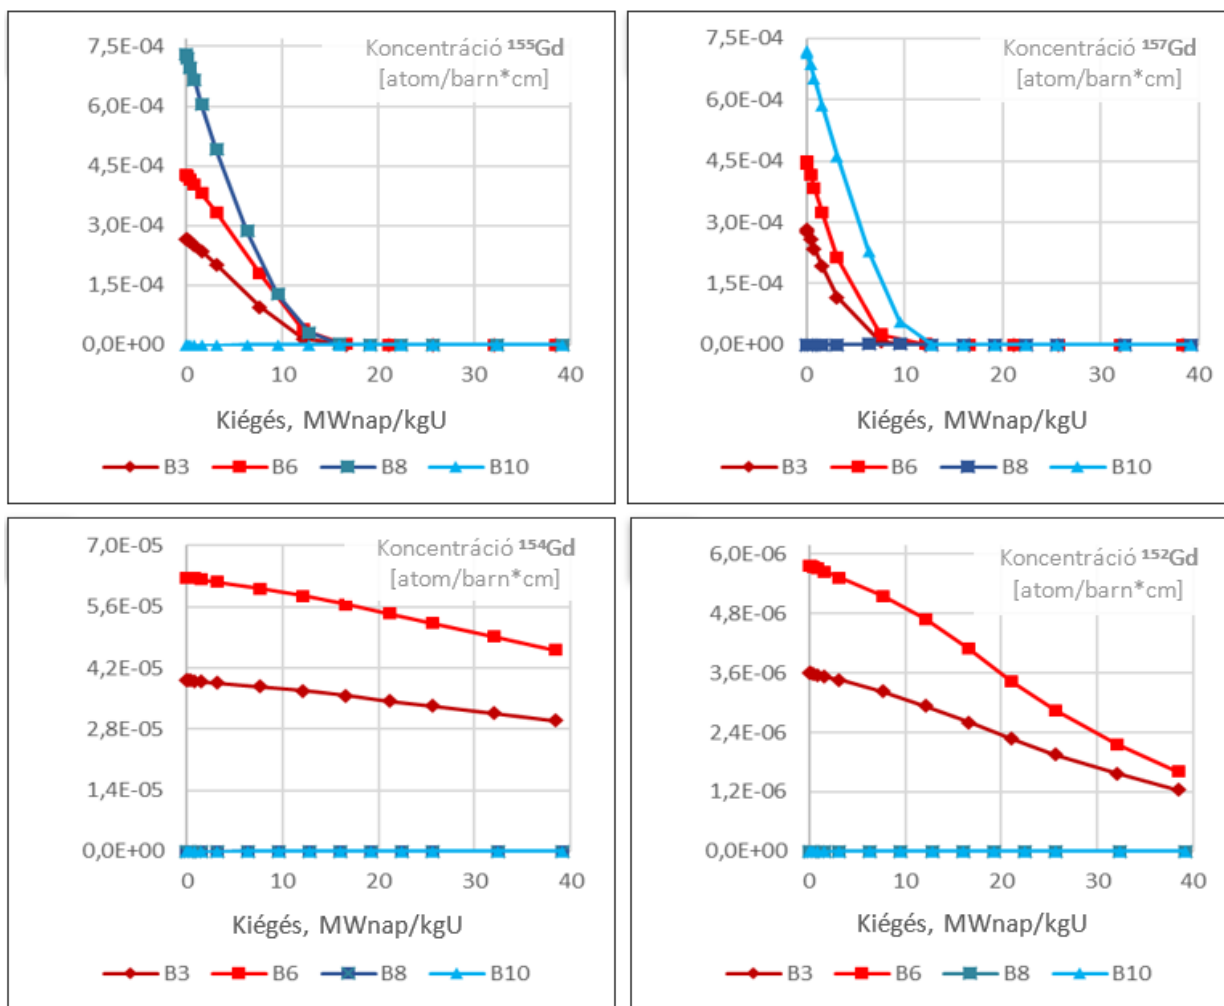 Koncentráció ¹⁵⁵Gd
[atom/barn*cm]
7,5E-04
6,0E-04
4,5E-04
3,0E-04
1,5E-04
0,0E+00
0 10 20 30 40
Kiégés, MWnap/kgU
B3 B6 B8 B10
Koncentráció ¹⁵⁷Gd
[atom/barn*cm]
7,5E-04
6,0E-04
4,5E-04
3,0E-04
1,5E-04
0,0E+00
0 10 20 30 40
Kiégés, MWnap/kgU
B3 B6 B8 B10
Koncentráció ¹⁵⁴Gd
[atom/barn*cm]
7,0E-05
5,6E-05
4,2E-05
2,8E-05
1,4E-05
0,0E+00
0 10 20 30 40
Kiégés, MWnap/kgU
B3 B6 B8 B10
Koncentráció ¹⁵²Gd
[atom/barn*cm]
6,0E-06
4,8E-06
3,6E-06
2,4E-06
1,2E-06
0,0E+00
0 10 20 30 40
Kiégés, MWnap/kgU
B3 B6 B8 B10